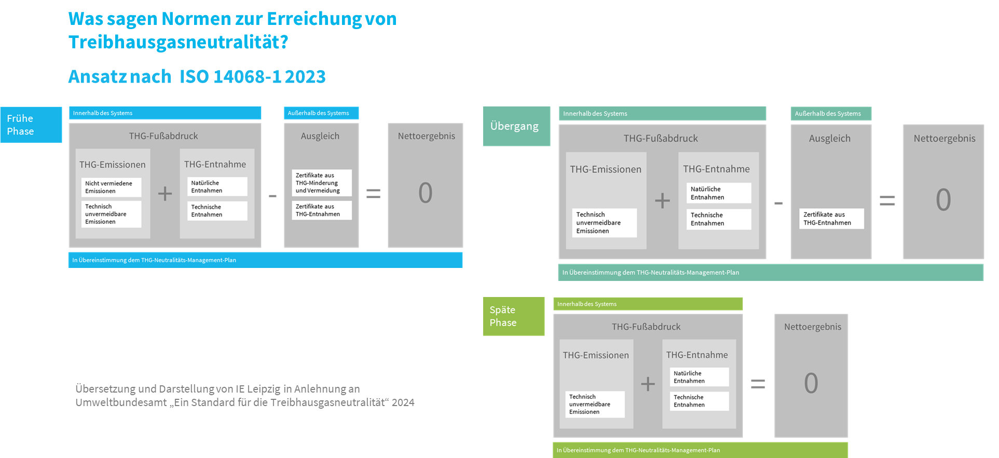 Was sagen Normen zur Erreichung von
Treibhausgasneutralität?
Ansatz nach ISO 14068-1 2023
Frühe
Phase
Innerhalb des Systems
Außerhalb des Systems
THG-Fußabdruck
Ausgleich
Nettoergebnis
THG-Emissionen
THG-Entnahme
Nicht vermiedene
Emissionen
Technisch
unvermeidbare
Emissionen
+
Natürliche
Entnahmen
Technische
Entnahmen
-
Zertifikate aus
THG-Minderung
und Vermeidung
Zertifikate aus
THG-Entnahmen
=
0
In Übereinstimmung dem THG-Neutralitäts-Management-Plan
Übergang
Innerhalb des Systems
Außerhalb des Systems
THG-Fußabdruck
Ausgleich
Nettoergebnis
THG-Emissionen
THG-Entnahme
Technisch
unvermeidbare
Emissionen
+
Natürliche
Entnahmen
Technische
Entnahmen
-
Zertifikate aus
THG-Entnahmen
=
0
In Übereinstimmung dem THG-Neutralitäts-Management-Plan
Späte
Phase
Innerhalb des Systems
THG-Fußabdruck
Nettoergebnis
THG-Emissionen
THG-Entnahme
Technisch
unvermeidbare
Emissionen
+
Natürliche
Entnahmen
Technische
Entnahmen
=
0
In Übereinstimmung dem THG-Neutralitäts-Management-Plan
Übersetzung und Darstellung von IE Leipzig in Anlehnung an
Umweltbundesamt „Ein Standard für die Treibhausgasneutralität“ 2024